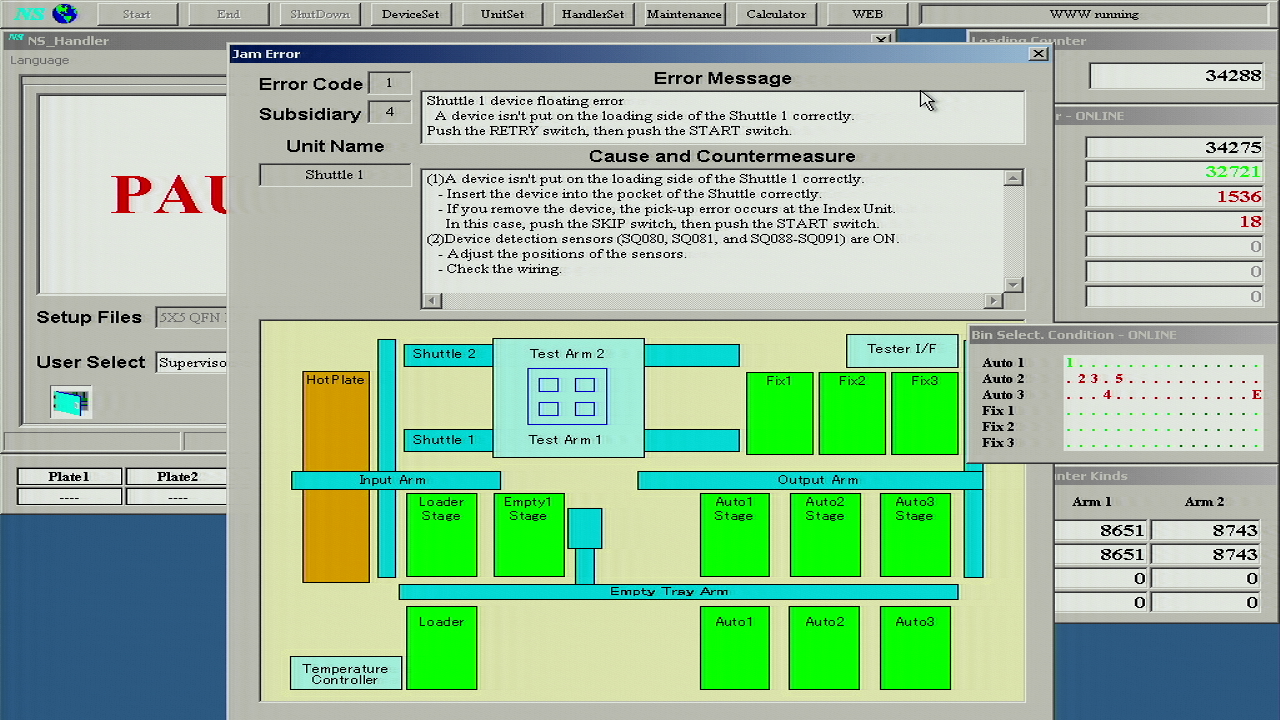 NS
Start
End
ShutDown
DeviceSet
UnitSet
HandlerSet
Maintenance
Calculator
WEB
WWW running
NS NS_Handler
Language
Setup Files
5X5 QFN
User Select
Superviso
Plate1
Plate2
----
----
Jam Error
Error Code
1
Subsidiary
4
Unit Name
Shuttle 1
Error Message
Shuttle 1 device floating error
A device isn't put on the loading side of the Shuttle 1 correctly.
Push the RETRY switch, then push the START switch.
Cause and Countermeasure
(1)A device isn't put on the loading side of the Shuttle 1 correctly.
- Insert the device into the pocket of the Shuttle correctly.
- If you remove the device, the pick-up error occurs at the Index Unit.
In this case, push the SKIP switch, then push the START switch.
(2)Device detection sensors (SQ080, SQ081, and SQ088-SQ091) are ON.
- Adjust the positions of the sensors.
- Check the wiring.
HotPlate
Shuttle 2
Test Arm 2
Shuttle 1
Test Arm 1
Tester I/F
Fix1
Fix2
Fix3
Input Arm
Output Arm
Loader
Stage
Empty1
Stage
Auto1
Stage
Auto2
Stage
Auto3
Stage
Empty Tray Arm
Loader
Auto1
Auto2
Auto3
Temperature
Controller
Loading Counter
34288
- ONLINE
34275
32721
1536
18
0
0
0
Bin Select. Condition - ONLINE
Auto 1 1 . . . . . . . . . . . . . . .
Auto 2 . 2 3 . 5 . . . . . . . . . . .
Auto 3 . . . 4 . . . . . . . . . . . E
Fix 1 . . . . . . . . . . . . . . . .
Fix 2 . . . . . . . . . . . . . . . .
Fix 3 . . . . . . . . . . . . . . . .
Kinds
Arm 1
Arm 2
8651
8743
8651
8743
0
0
0
0